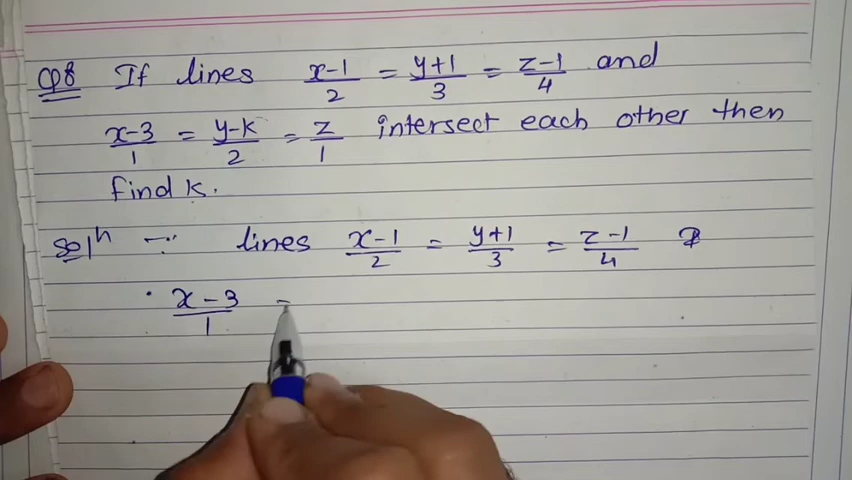 Q8 If lines x-1/2 = y+1/3 = z-1/4 and
x-3/1 = y-k/2 = z/1 intersect each other then
find k.
Solⁿ ∵ lines x-1/2 = y+1/3 = z-1/4 &
x-3/1 =